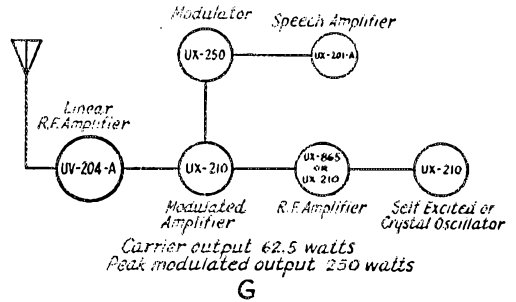 Modulator
Speech Amplifier
UX-250
UX-201-A
Linear
R.F. Amplifier
UV-204-A
UX-210
UX-865
OR
UX 210
UX-210
Modulated
Amplifier
R.F. Amplifier
Self Excited or
Crystal Oscillator
Carrier output 62.5 watts
Peak modulated output 250 watts
G